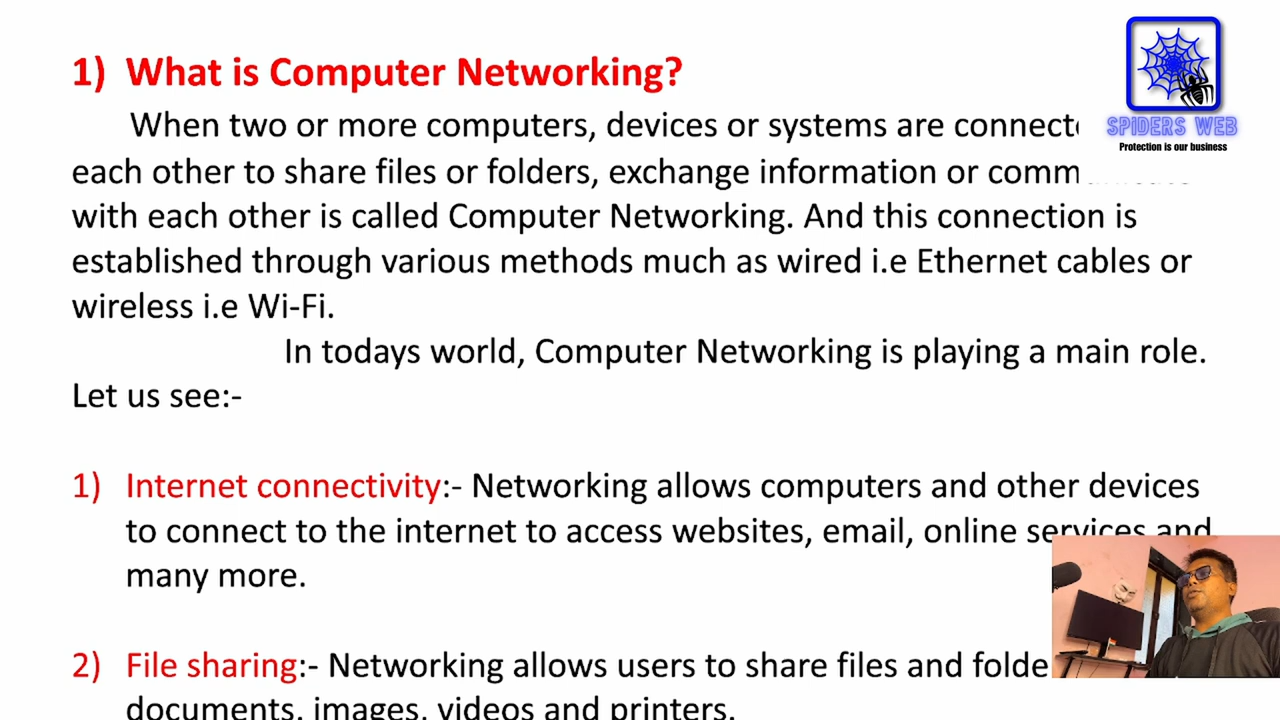 1) What is Computer Networking?
When two or more computers, devices or systems are
each other to share files or folders, exchange information or
with each other is called Computer Networking. And this connection is
established through various methods much as wired i.e Ethernet cables or
wireless i.e Wi-Fi.
In todays world, Computer Networking is playing a main role.
Let us see:-
1) Internet connectivity:- Networking allows computers and other devices
to connect to the internet to access websites, email, online services and
many more.
2) File sharing:- Networking allows users to share files and
documents, images, videos and printers.
SPIDERS WEB
Protection is our business